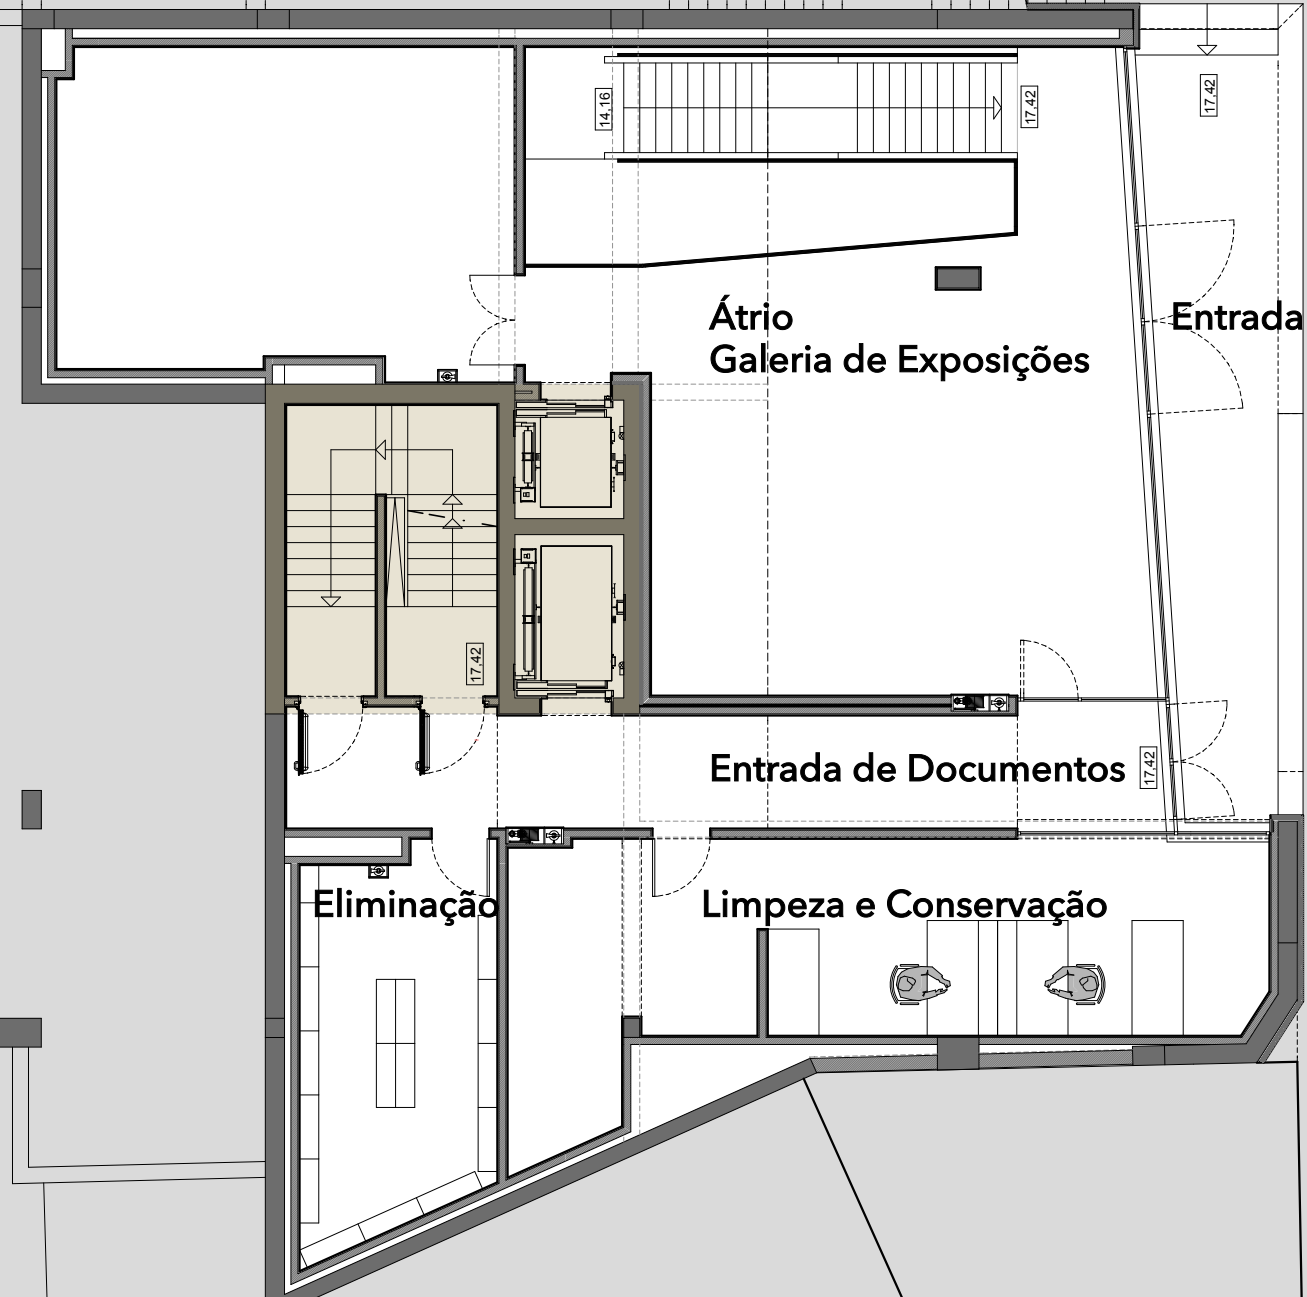 14,16
17,42
17,42
Átrio
Galeria de Exposições
Entrada
17,42
Entrada de Documentos
17,42
Eliminação
Limpeza e Conservação